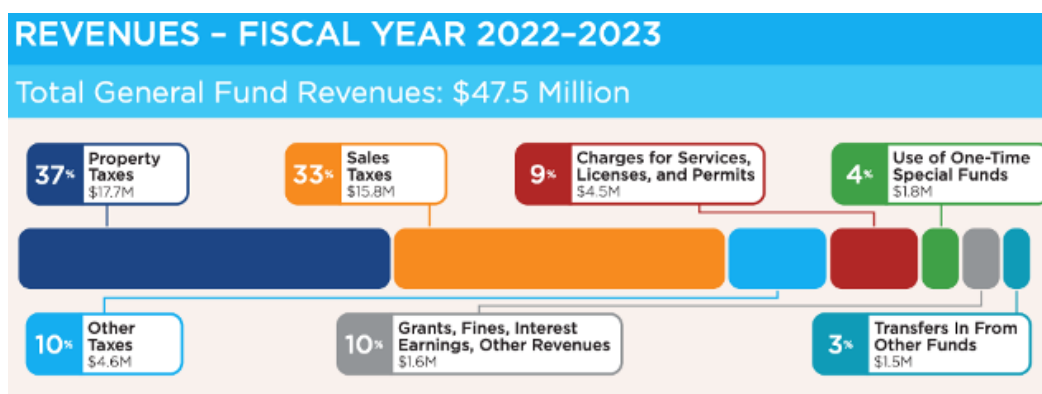 REVENUES – FISCAL YEAR 2022–2023
Total General Fund Revenues: $47.5 Million
37%
Property
Taxes
$17.7M
33%
Sales
Taxes
$15.8M
9%
Charges for Services,
Licenses, and Permits
$4.5M
4%
Use of One-Time
Special Funds
$1.8M
10%
Other
Taxes
$4.6M
10%
Grants, Fines, Interest
Earnings, Other Revenues
$1.6M
3%
Transfers In From
Other Funds
$1.5M